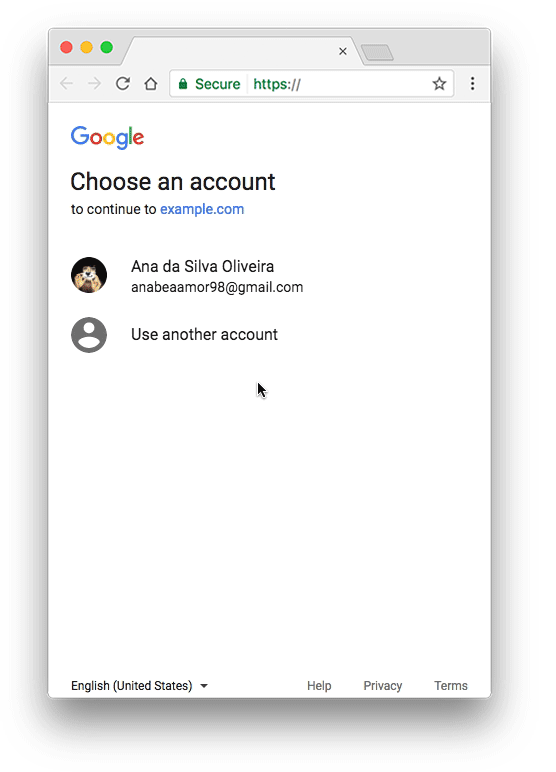 Secure https://
Google
Choose an account
to continue to example.com
Ana da Silva Oliveira
anabeaamor98@gmail.com
Use another account
English (United States) Help Privacy Terms